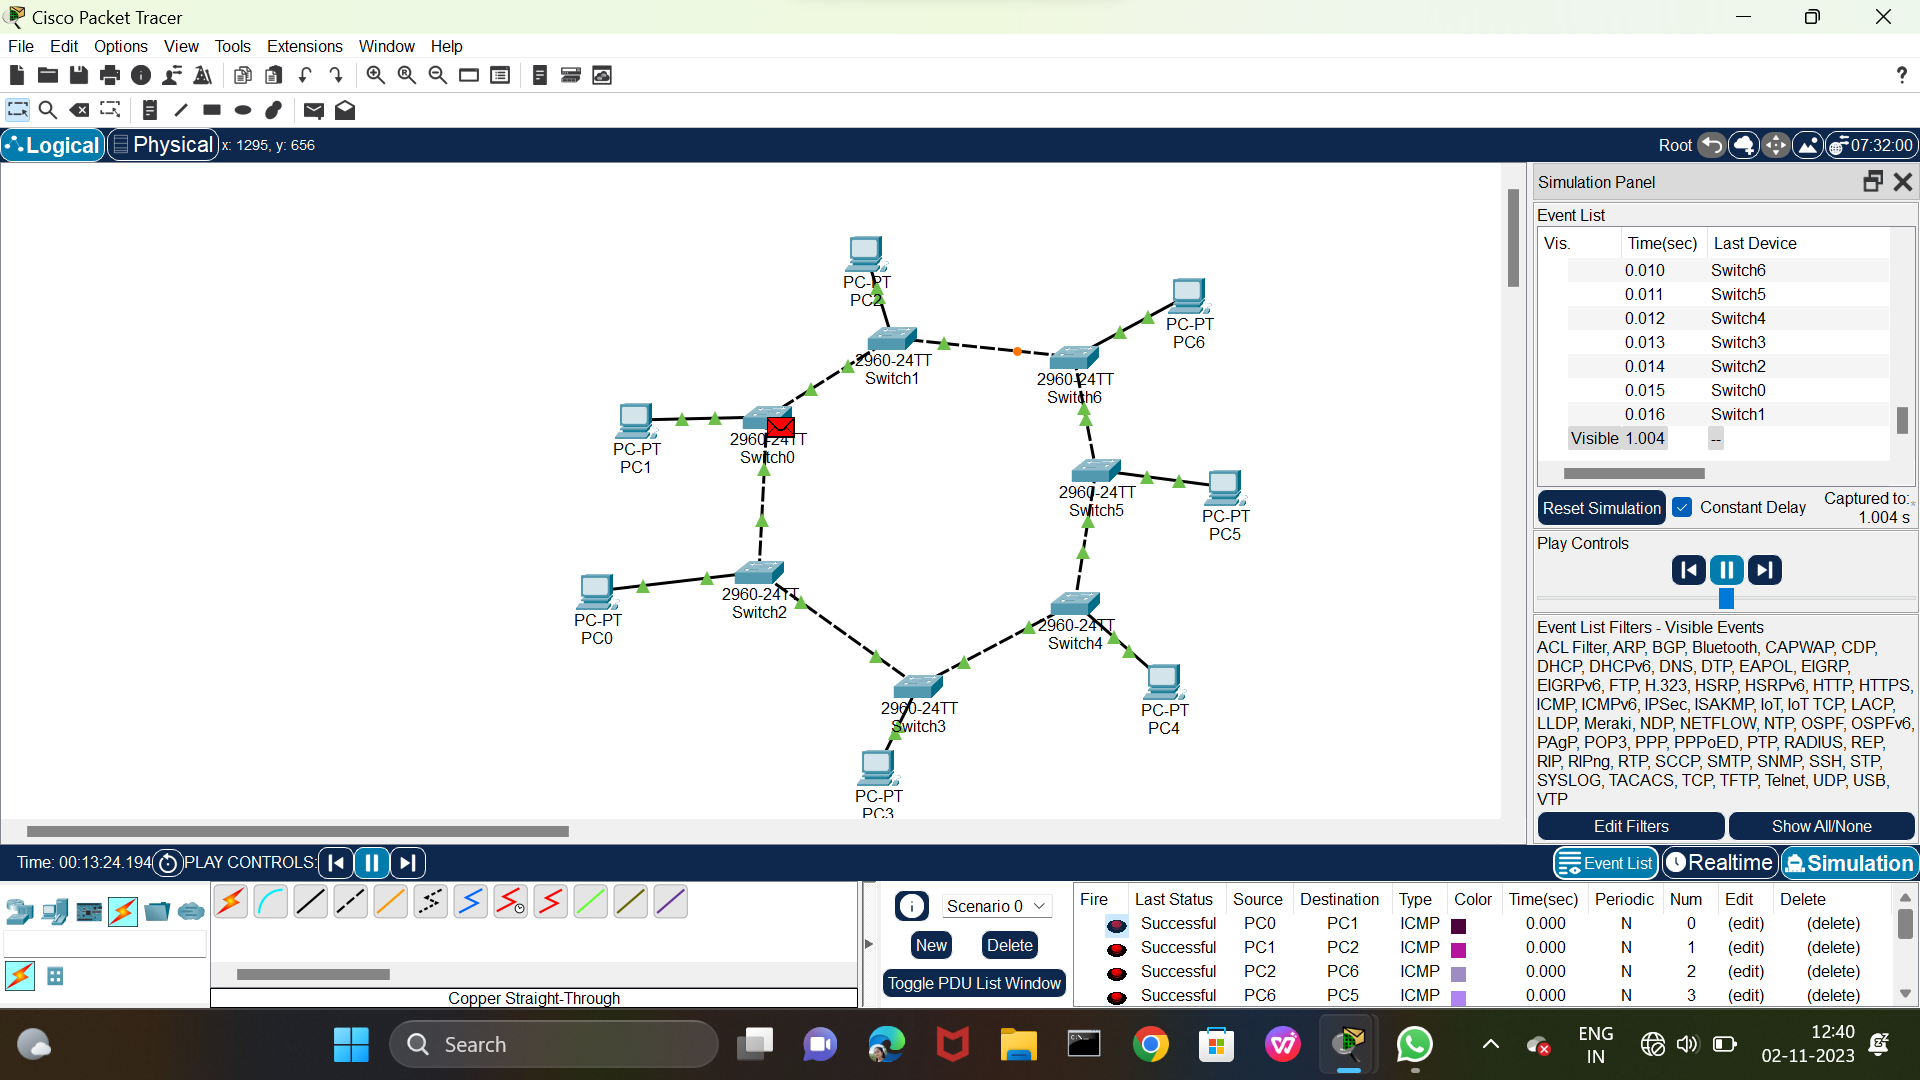 Cisco Packet Tracer
File Edit Options View Tools Extensions Window Help
?
Logical Physical x: 1295, y: 656 Root 07:32:00
PC-PT
PC2
PC-PT
PC6
2960-24TT
Switch1
2960-24TT
Switch6
PC-PT
PC1
2960-24TT
Switch0
2960-24TT
Switch5
PC-PT
PC5
PC-PT
PC0
2960-24TT
Switch2
2960-24TT
Switch4
2960-24TT
Switch3
PC-PT
PC4
PC-PT
PC3
Simulation Panel
Event List
Vis. Time(sec) Last Device
0.010 Switch6
0.011 Switch5
0.012 Switch4
0.013 Switch3
0.014 Switch2
0.015 Switch0
0.016 Switch1
Visible 1.004 --
Reset Simulation Constant Delay Captured to:
1.004 s
Play Controls
Event List Filters - Visible Events
ACL Filter, ARP, BGP, Bluetooth, CAPWAP, CDP,
DHCP, DHCPv6, DNS, DTP, EAPOL, EIGRP,
EIGRPv6, FTP, H.323, HSRP, HSRPv6, HTTP, HTTPS,
ICMP, ICMPv6, IPSec, ISAKMP, IoT, IoT TCP, LACP,
LLDP, Meraki, NDP, NETFLOW, NTP, OSPF, OSPFv6,
PAgP, POP3, PPP, PPPoED, PTP, RADIUS, REP,
RIP, RIPng, RTP, SCCP, SMTP, SNMP, SSH, STP,
SYSLOG, TACACS, TCP, TFTP, Telnet, UDP, USB,
VTP
Edit Filters Show All/None
Time: 00:13:24.194 PLAY CONTROLS: Event List Realtime Simulation
Copper Straight-Through
Scenario 0
New Delete
Toggle PDU List Window
Fire Last Status Source Destination Type Color Time(sec) Periodic Num Edit Delete
Successful PC0 PC1 ICMP 0.000 N 0 (edit) (delete)
Successful PC1 PC2 ICMP 0.000 N 1 (edit) (delete)
Successful PC2 PC6 ICMP 0.000 N 2 (edit) (delete)
Successful PC6 PC5 ICMP 0.000 N 3 (edit) (delete)
Search
ENG
IN
12:40
02-11-2023